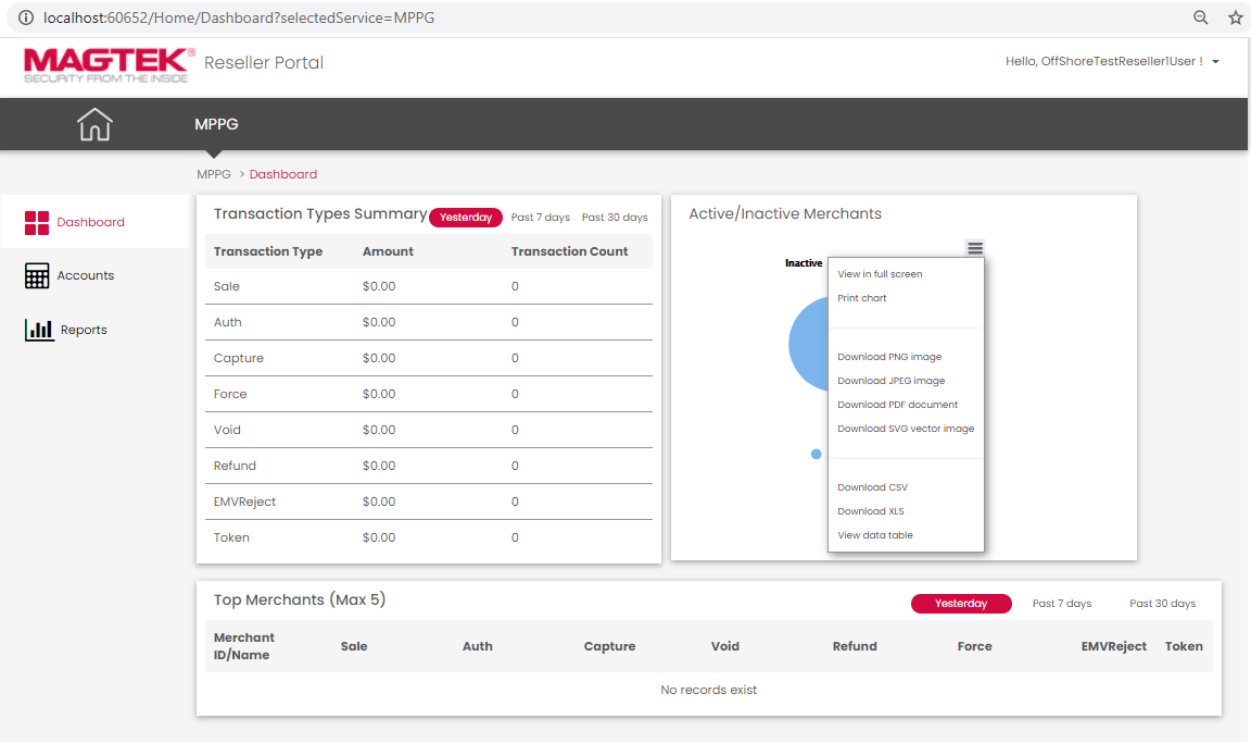 localhost:60652/Home/Dashboard?selectedService=MPPG
MAGTEK®
SECURITY FROM THE INSIDE
Reseller Portal
Hello, OffShoreTestReseller1User !
MPPG
MPPG > Dashboard
Dashboard
Accounts
Reports
Transaction Types Summary Yesterday Past 7 days Past 30 days
Transaction Type Amount Transaction Count
Sale $0.00 0
Auth $0.00 0
Capture $0.00 0
Force $0.00 0
Void $0.00 0
Refund $0.00 0
EMVReject $0.00 0
Token $0.00 0
Active/Inactive Merchants
Inactive
View in full screen
Print chart
Download PNG image
Download JPEG image
Download PDF document
Download SVG vector image
Download CSV
Download XLS
View data table
Top Merchants (Max 5) Yesterday Past 7 days Past 30 days
Merchant ID/Name Sale Auth Capture Void Refund Force EMVReject Token
No records exist